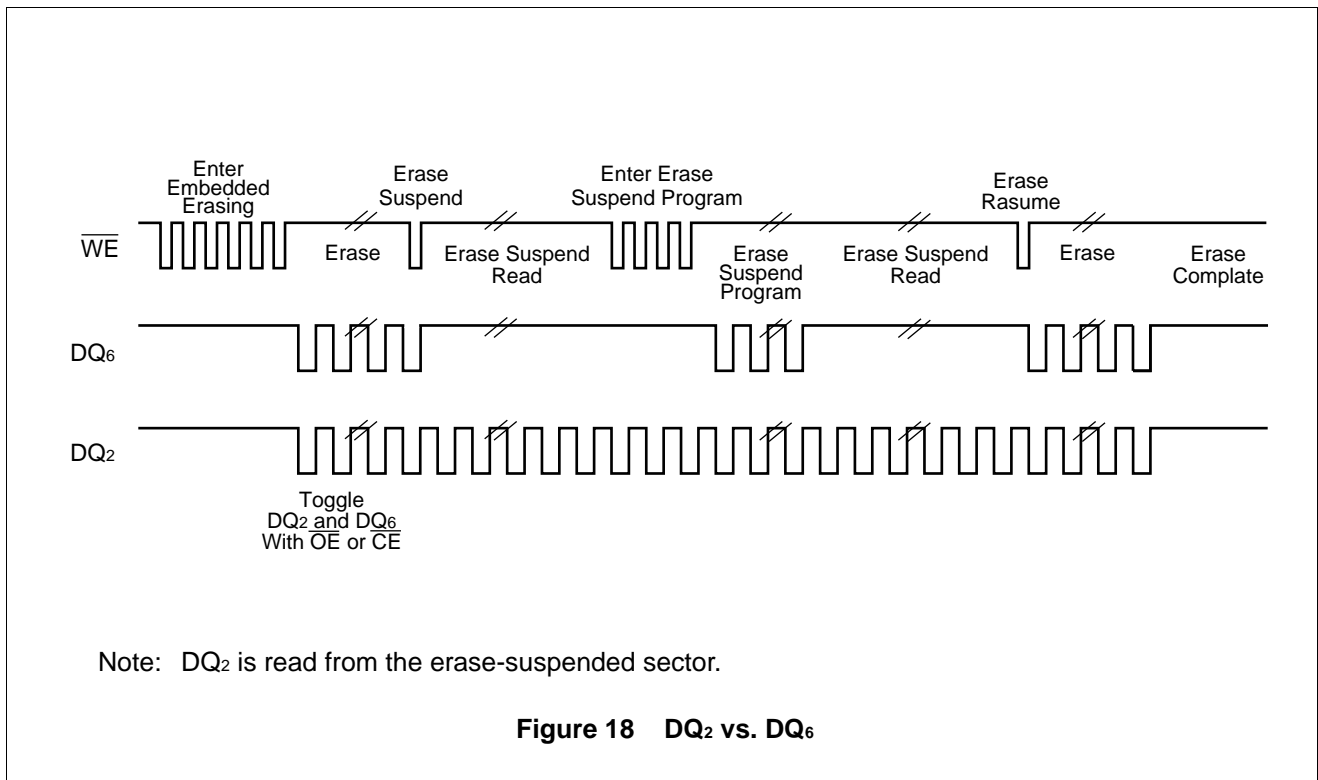 Enter
Embedded
Erasing
Erase
Suspend
Enter Erase
Suspend Program
Erase
Rasume
WE
Erase
Erase Suspend
Read
Erase
Suspend
Program
Erase Suspend
Read
Erase
Erase
Complate
DQ6
DQ2
Toggle
DQ2 and DQ6
With OE or CE
Note: DQ2 is read from the erase-suspended sector.
Figure 18 DQ2 vs. DQ6